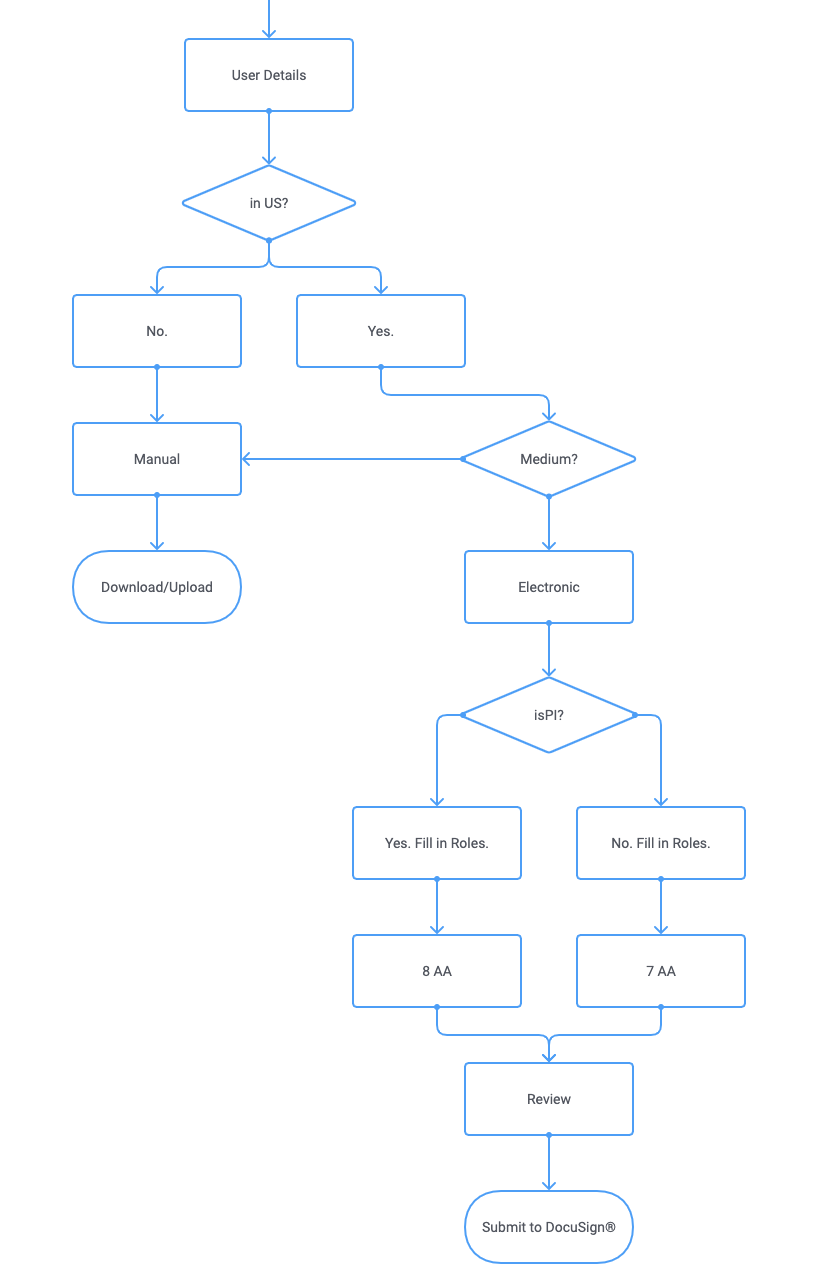 User Details
in US?
No.
Yes.
Manual
Medium?
Download/Upload
Electronic
isPI?
Yes. Fill in Roles.
No. Fill in Roles.
8 AA
7 AA
Review
Submit to DocuSign®